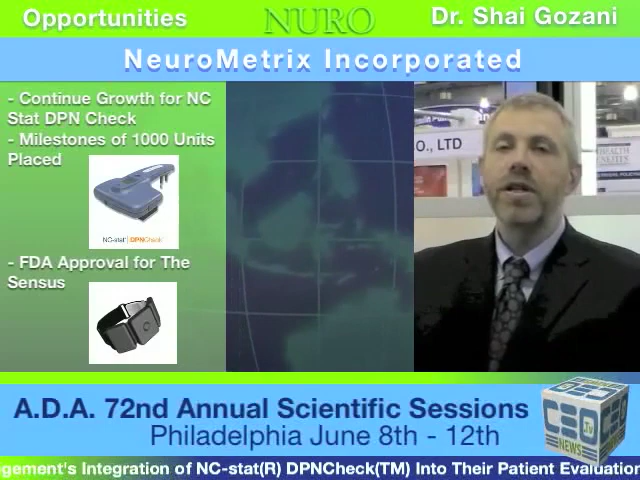 Opportunities
NURO
Dr. Shai Gozani
NeuroMetrix Incorporated
- Continue Growth for NC
Stat DPN Check
- Milestones of 1000 Units
Placed
NC-stat DPNCheck
- FDA Approval for The
Sensus
O., LTD
HEALTH
A.D.A. 72nd Annual Scientific Sessions
Philadelphia June 8th - 12th
CEO
.TV
NEWS
gement's Integration of NC-stat(R) DPNCheck(TM) Into Their Patient Evaluation